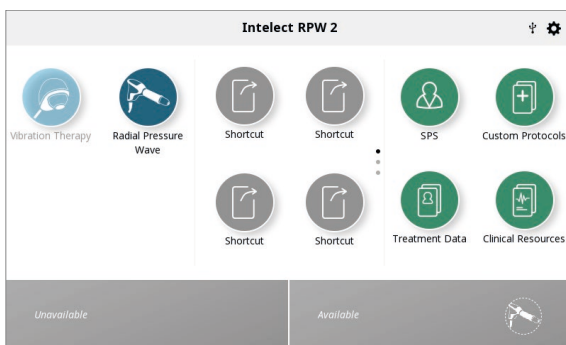 Intelect RPW 2
Vibration Therapy
Radial Pressure
Wave
Shortcut
Shortcut
SPS
Custom Protocols
Shortcut
Shortcut
Treatment Data
Clinical Resources
Unavailable
Available